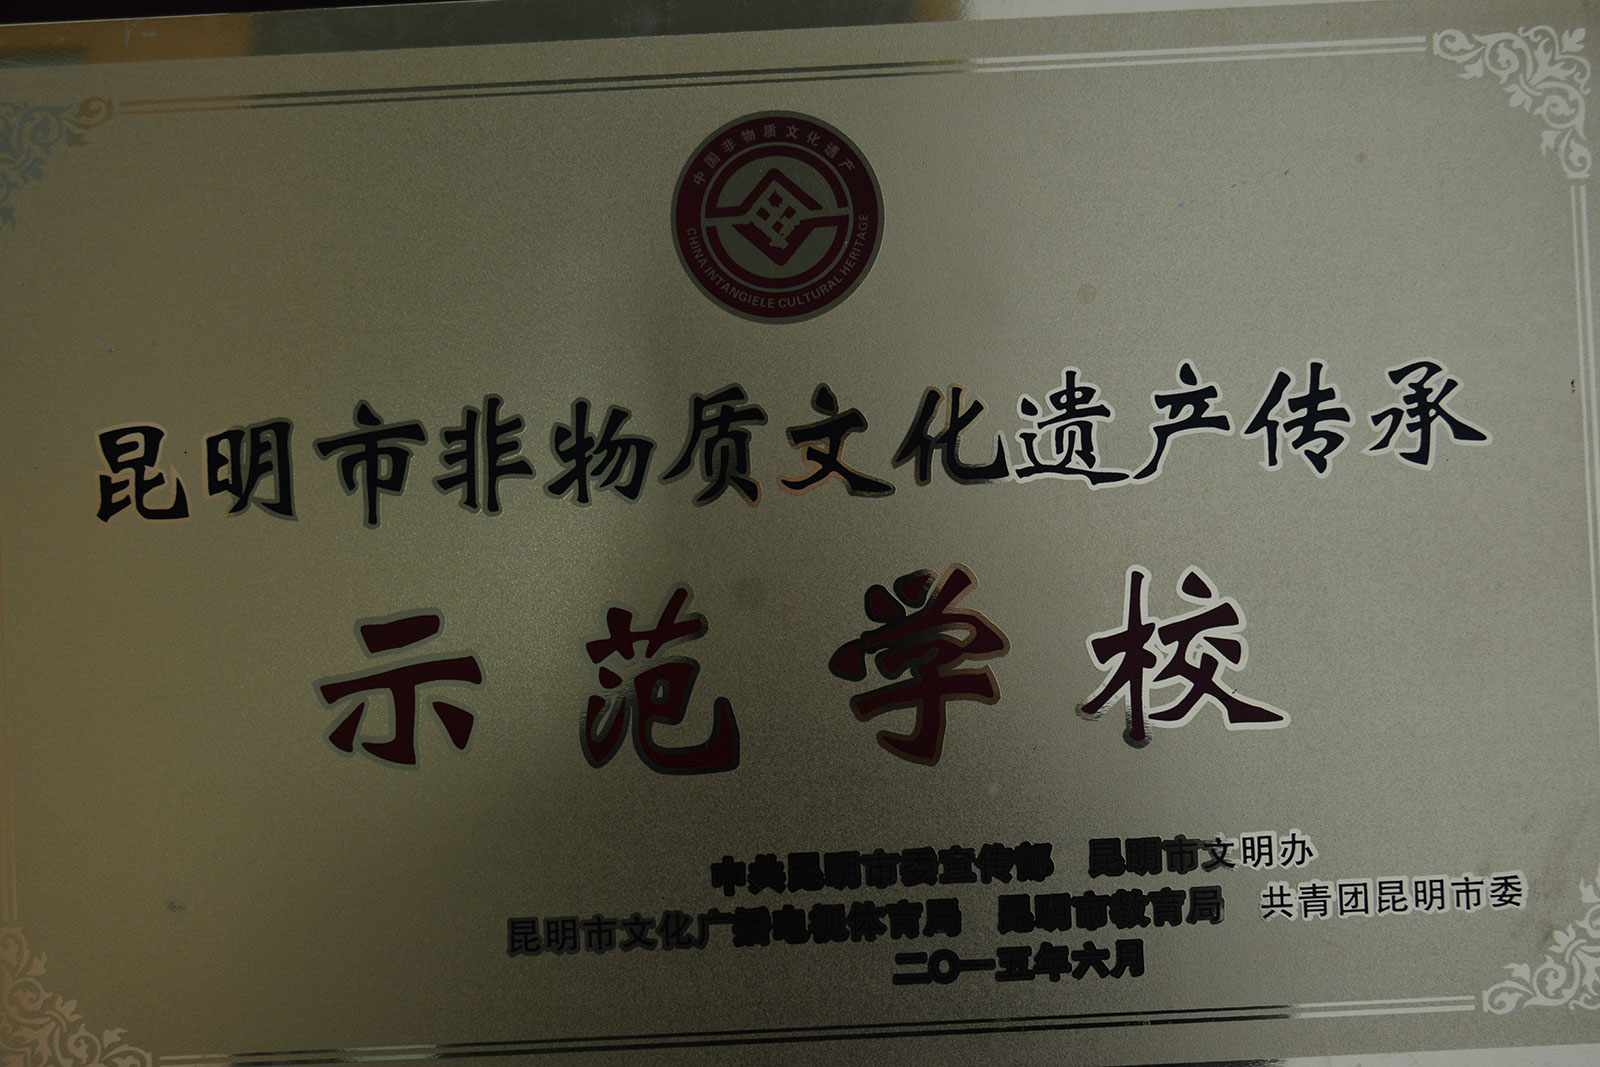 中国非物质文化遗产
CHINA INTANGIELE CULTURAL HERITAGE
昆明市非物质文化遗产传承
示范学校
中共昆明市委宣传部 昆明市文明办
昆明市文化广播电视体育局 昆明市教育局 共青团昆明市委
二〇一五年六月